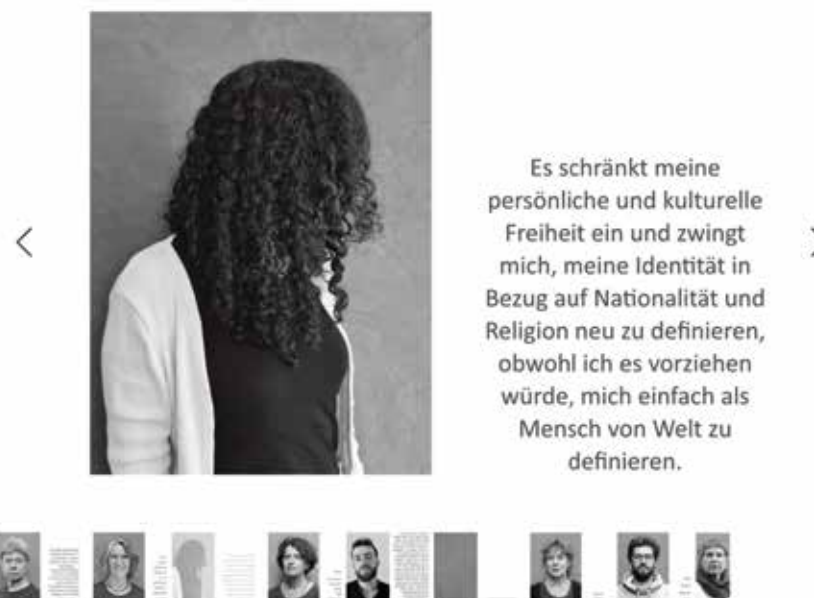 Es schränkt meine
persönliche und kulturelle
Freiheit ein und zwingt
mich, meine Identität in
Bezug auf Nationalität und
Religion neu zu definieren,
obwohl ich es vorziehen
würde, mich einfach als
Mensch von Welt zu
definieren.